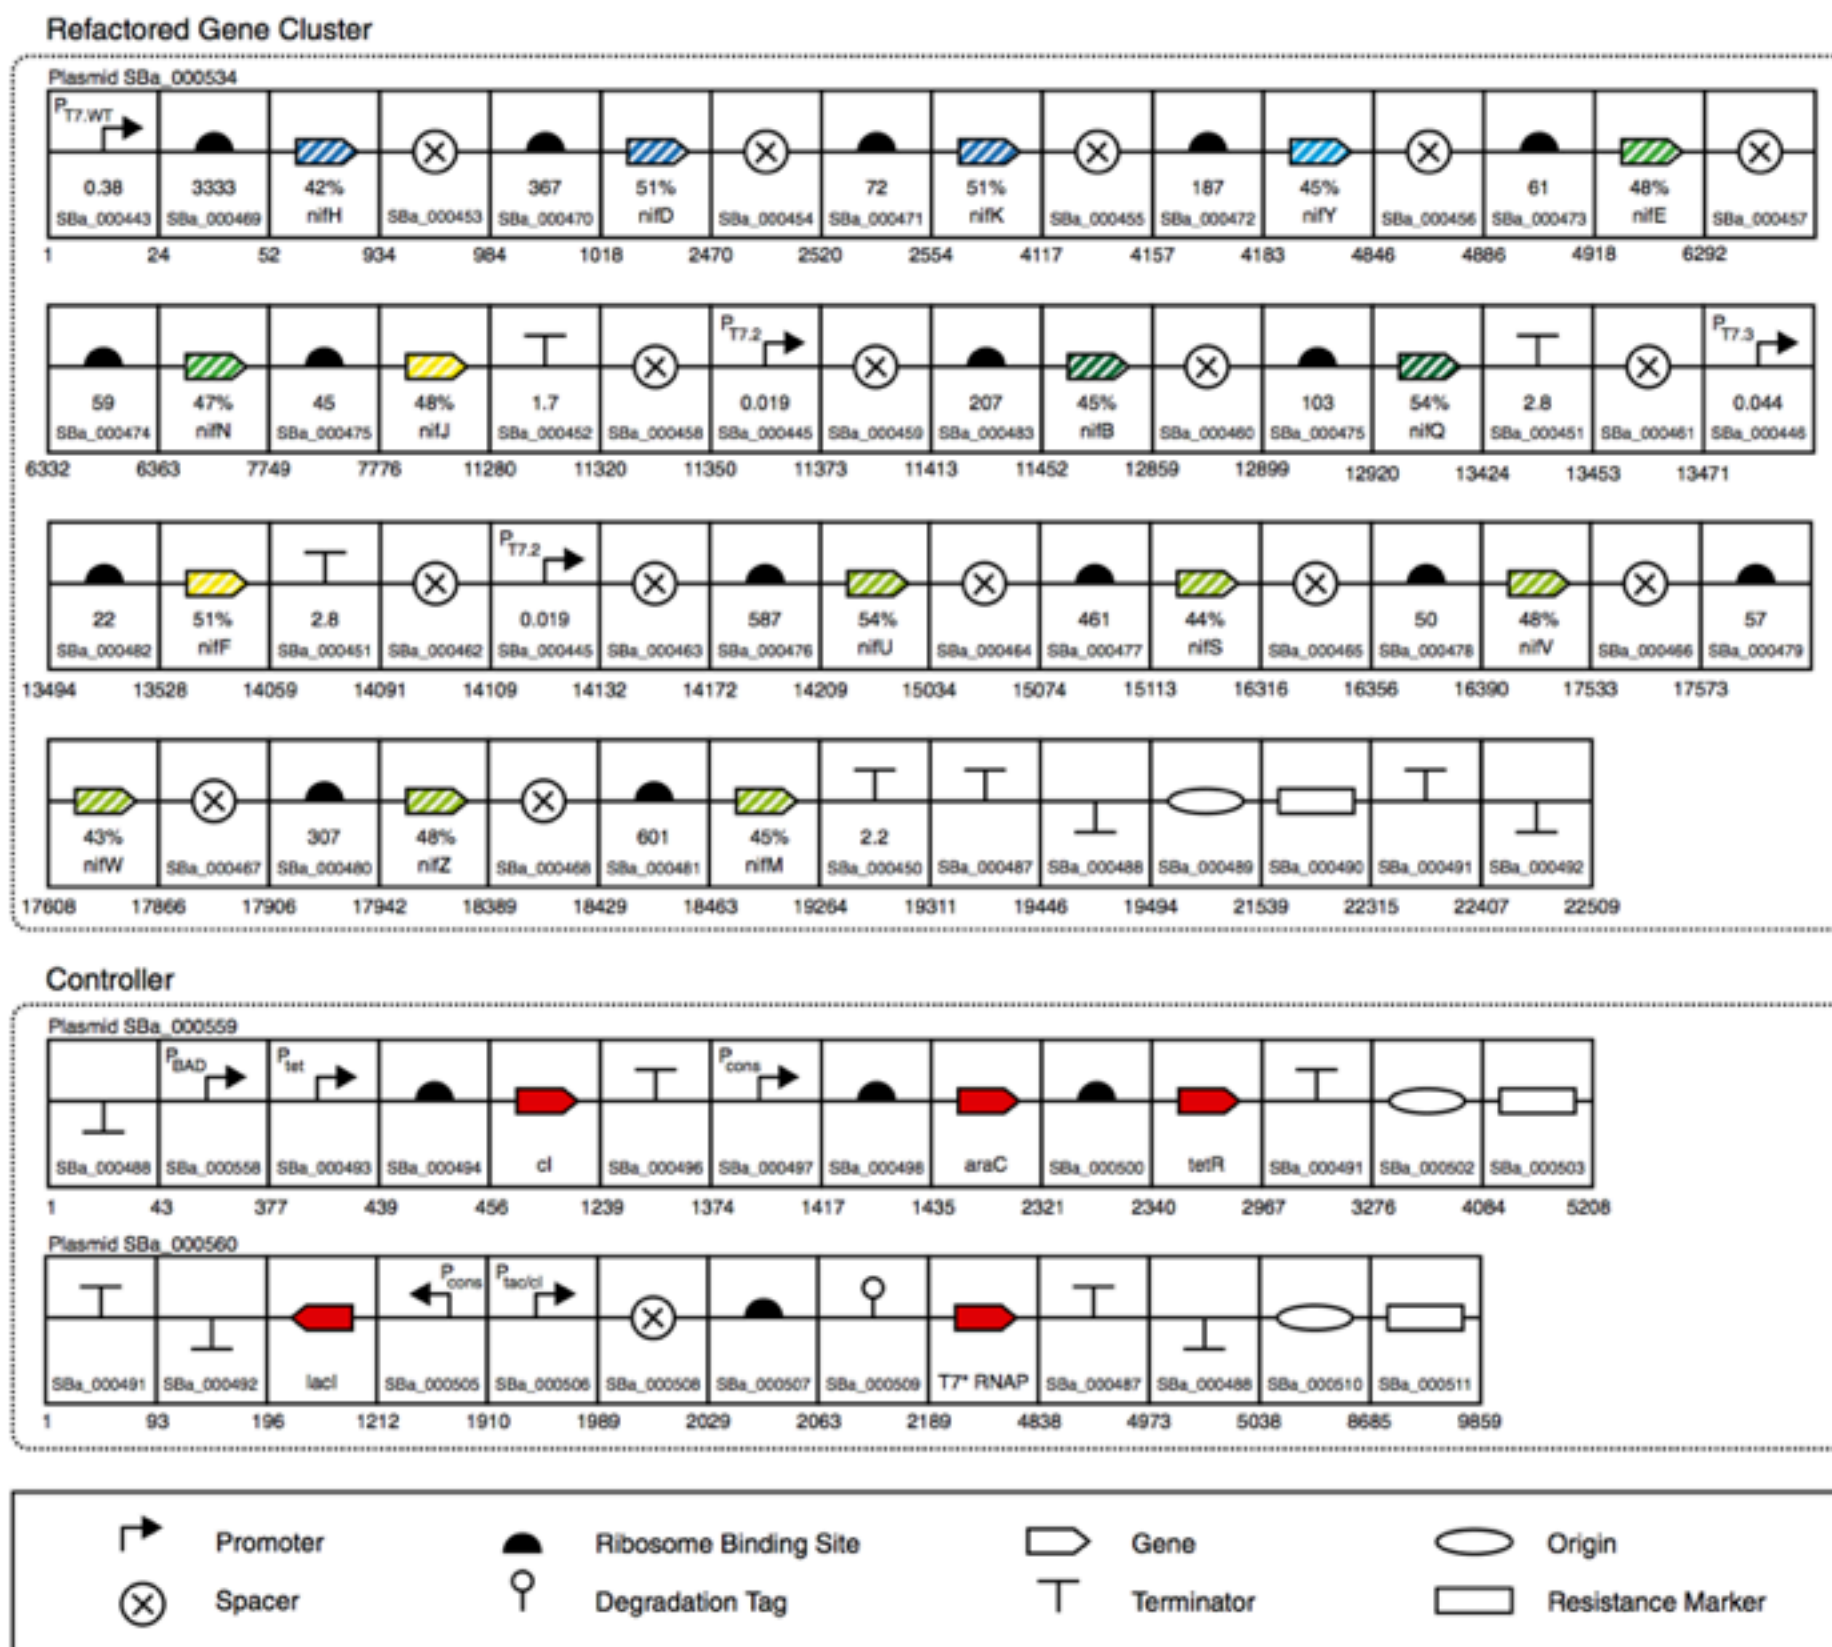 Refactored Gene Cluster
Plasmid SBa_000534
P T7.WT
0.38 3333 42% 367 51% 72 51% 187 45% 61 48%
SBa_000443 SBa_000469 nifH SBa_000453 SBa_000470 nifD SBa_000454 SBa_000471 nifK SBa_000455 SBa_000472 nifY SBa_000456 SBa_000473 nifE SBa_000457
1 24 52 934 984 1018 2470 2520 2554 4117 4157 4183 4846 4886 4918 6292
P T7.2 P T7.3
59 47% 45 48% 1.7 0.019 207 45% 103 54% 2.8 0.044
SBa_000474 nifN SBa_000475 nifJ SBa_000452 SBa_000458 SBa_000445 SBa_000459 SBa_000483 nifB SBa_000460 SBa_000475 nifQ SBa_000451 SBa_000461 SBa_000446
6332 6363 7749 7776 11280 11320 11350 11373 11413 11452 12859 12899 12920 13424 13453 13471
P T7.2
22 51% 2.8 0.019 587 54% 461 44% 50 48% 57
SBa_000482 nifF SBa_000451 SBa_000462 SBa_000445 SBa_000463 SBa_000476 nifU SBa_000464 SBa_000477 nifS SBa_000465 SBa_000478 nifV SBa_000466 SBa_000479
13494 13528 14059 14091 14109 14132 14172 14209 15034 15074 15113 16316 16356 16390 17533 17573
43% 307 48% 601 45% 2.2
nifW SBa_000467 SBa_000480 nifZ SBa_000468 SBa_000481 nifM SBa_000450 SBa_000487 SBa_000488 SBa_000489 SBa_000490 SBa_000491 SBa_000492
17608 17866 17906 17942 18389 18429 18463 19264 19311 19446 19494 21539 22315 22407 22509
Controller
Plasmid SBa_000559
P BAD P tet P cons
SBa_000488 SBa_000558 SBa_000493 SBa_000494 cI SBa_000496 SBa_000497 SBa_000498 araC SBa_000500 tetR SBa_000491 SBa_000502 SBa_000503
1 43 377 439 456 1239 1374 1417 1435 2321 2340 2967 3276 4084 5208
Plasmid SBa_000560
P cons P tac/cI
SBa_000491 SBa_000492 lacI SBa_000505 SBa_000506 SBa_000508 SBa_000507 SBa_000509 T7* RNAP SBa_000487 SBa_000488 SBa_000510 SBa_000511
1 93 196 1212 1910 1989 2029 2063 2189 4838 4973 5038 8685 9859
Promoter Ribosome Binding Site Gene Origin
Spacer Degradation Tag Terminator Resistance Marker